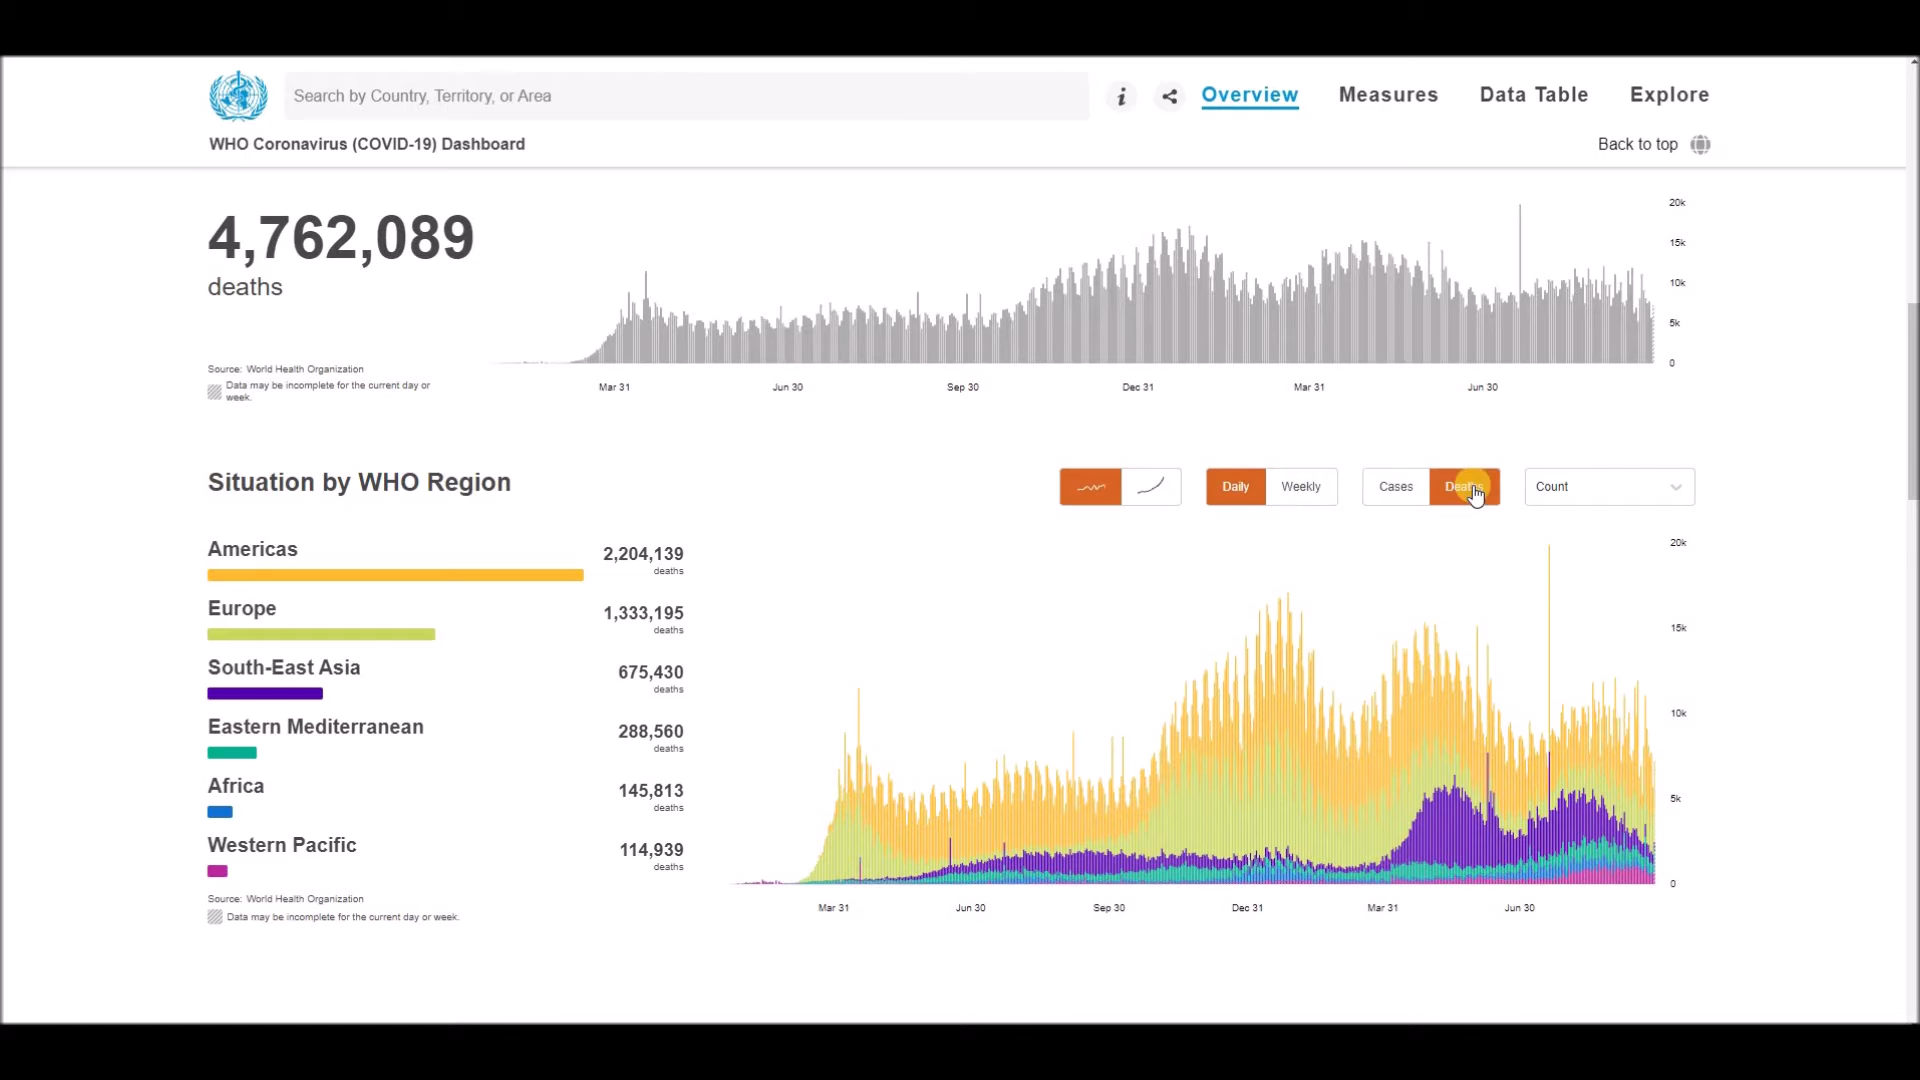 Search by Country, Territory, or Area
i
Overview
Measures
Data Table
Explore
WHO Coronavirus (COVID-19) Dashboard
Back to top
4,762,089
deaths
20k
15k
10k
5k
0
Source: World Health Organization
Data may be incomplete for the current day or
week.
Mar 31
Jun 30
Sep 30
Dec 31
Mar 31
Jun 30
Situation by WHO Region
Daily
Weekly
Cases
Deaths
Count
Americas
2,204,139
deaths
Europe
1,333,195
deaths
South-East Asia
675,430
deaths
Eastern Mediterranean
288,560
deaths
Africa
145,813
deaths
Western Pacific
114,939
deaths
20k
15k
10k
5k
0
Source: World Health Organization
Data may be incomplete for the current day or week.
Mar 31
Jun 30
Sep 30
Dec 31
Mar 31
Jun 30